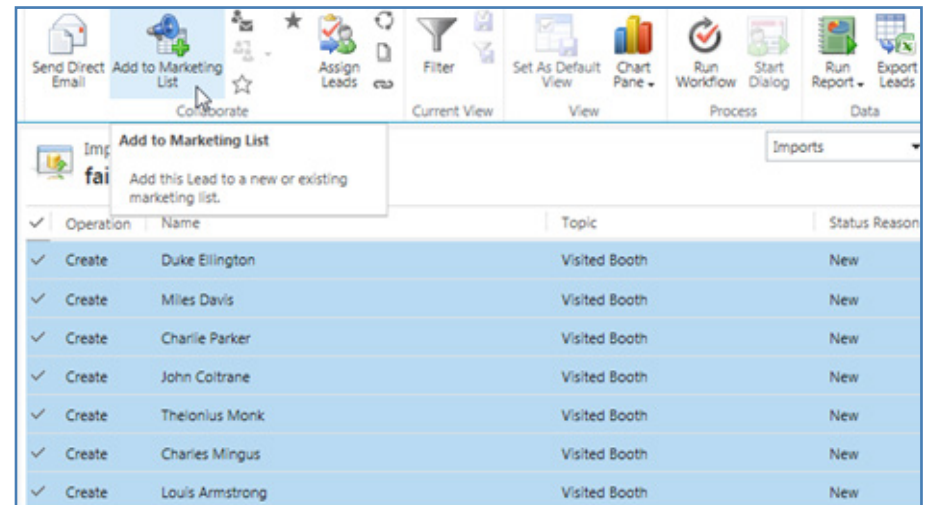 Send Direct Email
Add to Marketing List
Assign Leads
Filter
Set As Default View
Chart Pane
Run Workflow
Start Dialog
Run Report
Export Leads
Collaborate
Current View
View
Process
Data
Add to Marketing List
Add this Lead to a new or existing
marketing list.
Imp
fai
Imports
Operation Name Topic Status Reason
Create Duke Ellington Visited Booth New
Create Miles Davis Visited Booth New
Create Charlie Parker Visited Booth New
Create John Coltrane Visited Booth New
Create Thelonius Monk Visited Booth New
Create Charles Mingus Visited Booth New
Create Louis Armstrong Visited Booth New